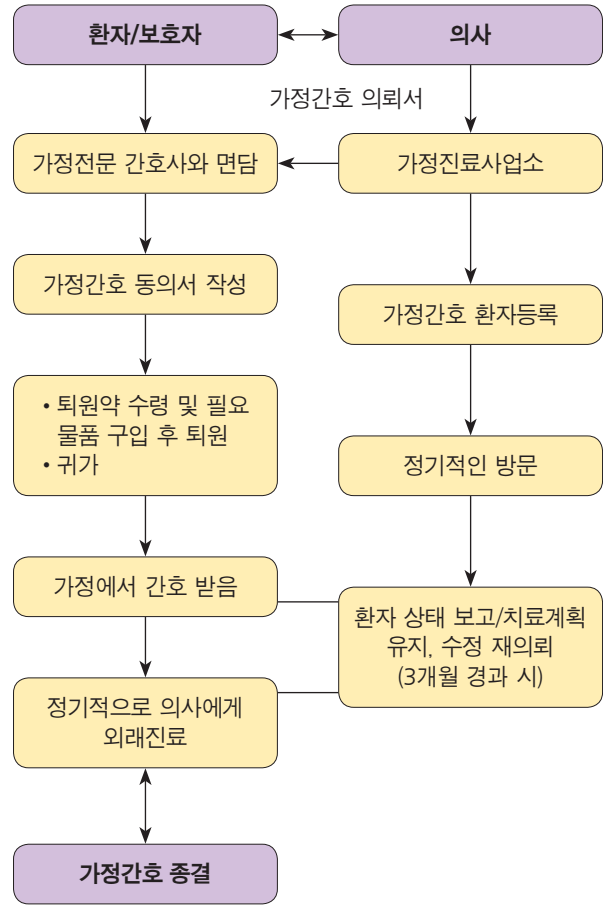 환자/보호자
의사
가정간호 의뢰서
가정전문 간호사와 면담
가정진료사업소
가정간호 동의서 작성
가정간호 환자등록
• 퇴원약 수령 및 필요
물품 구입 후 퇴원
• 귀가
정기적인 방문
가정에서 간호 받음
환자 상태 보고/치료계획
유지, 수정 재의뢰
(3개월 경과 시)
정기적으로 의사에게
외래진료
가정간호 종결